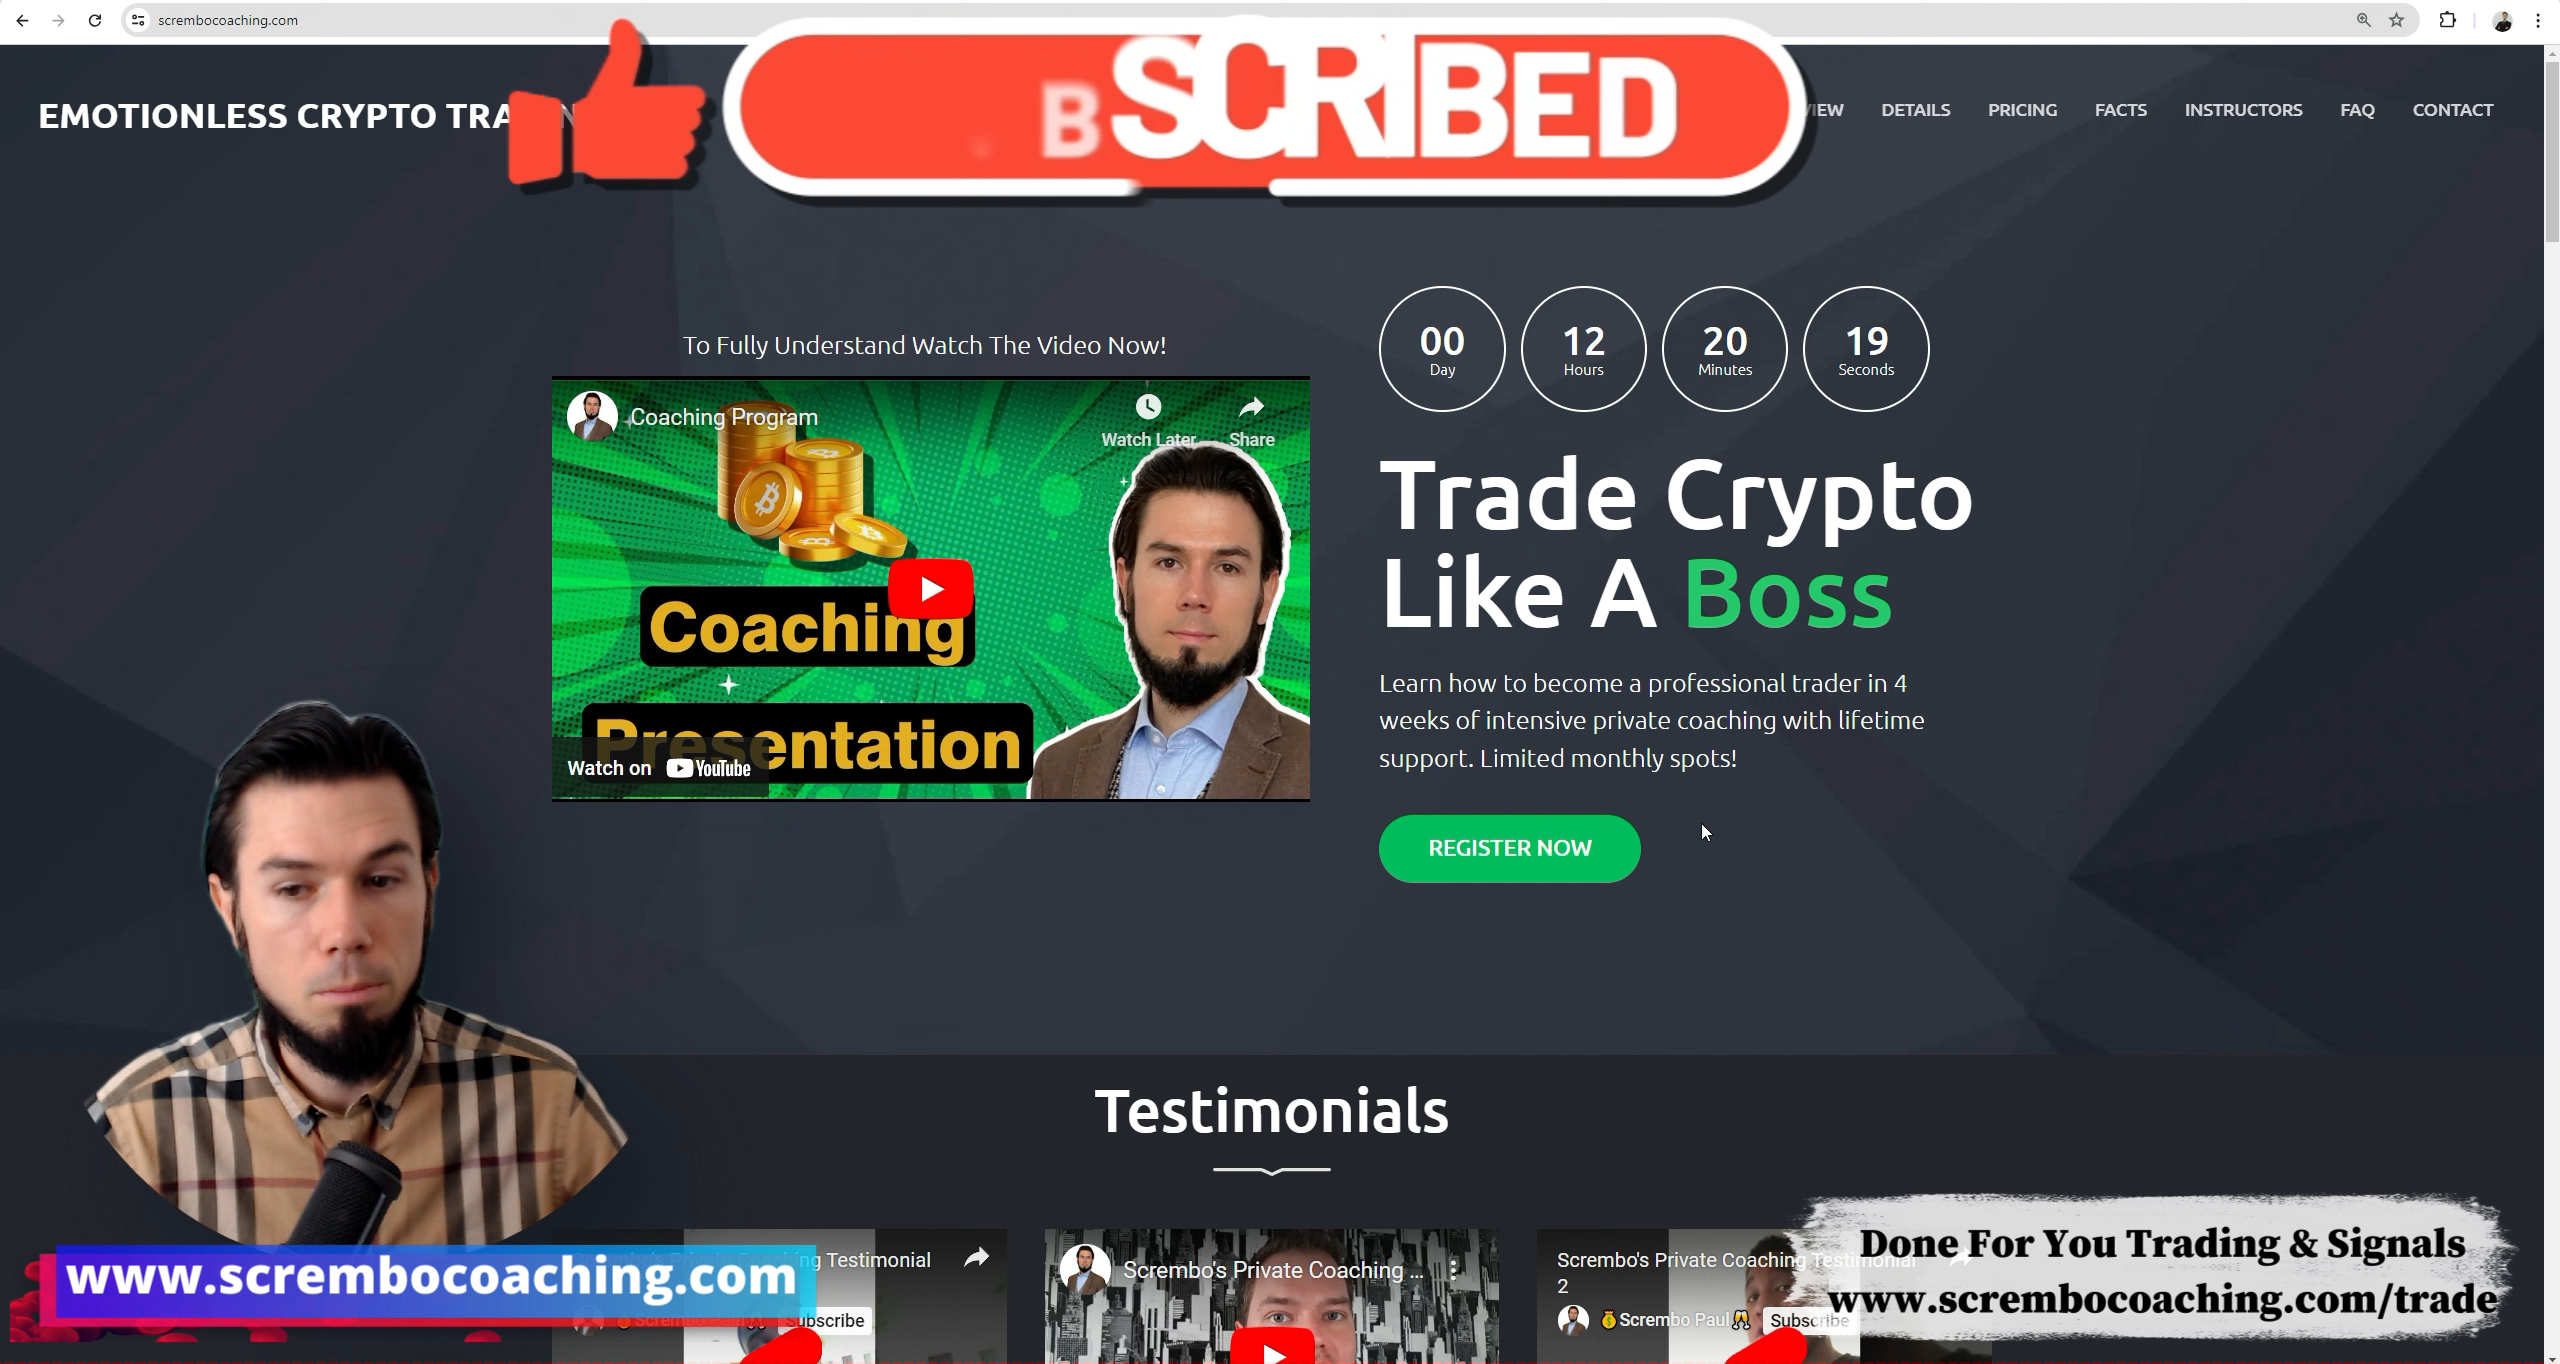 scrembocoaching.com
BSCRIBED
EMOTIONLESS CRYPTO
DETAILS
PRICING
FACTS
INSTRUCTORS
FAQ
CONTACT
To Fully Understand Watch The Video Now!
Coaching Program
Watch Later
Share
Coaching
Presentation
Watch on YouTube
00
Day
12
Hours
20
Minutes
19
Seconds
Trade Crypto
Like A Boss
Learn how to become a professional trader in 4
weeks of intensive private coaching with lifetime
support. Limited monthly spots!
REGISTER NOW
Testimonials
Testimonial
Subscribe
Scrembo's Private Coaching ...
Scrembo's Private Coaching Testimonial
2
Scrembo Paul
Subscribe
www.scrembocoaching.com
Done For You Trading & Signals
www.scrembocoaching.com/trade